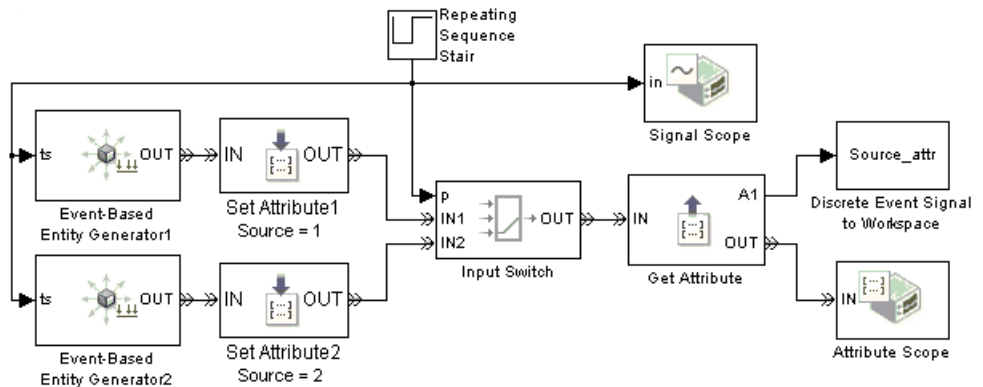 Repeating
Sequence
Stair
in
Signal Scope
ts
OUT
Event-Based
Entity Generator1
IN
OUT
Set Attribute1
Source = 1
p
IN1
IN2
OUT
Input Switch
IN
A1
OUT
Get Attribute
Source_attr
Discrete Event Signal
to Workspace
ts
OUT
Event-Based
Entity Generator2
IN
OUT
Set Attribute2
Source = 2
IN
Attribute Scope